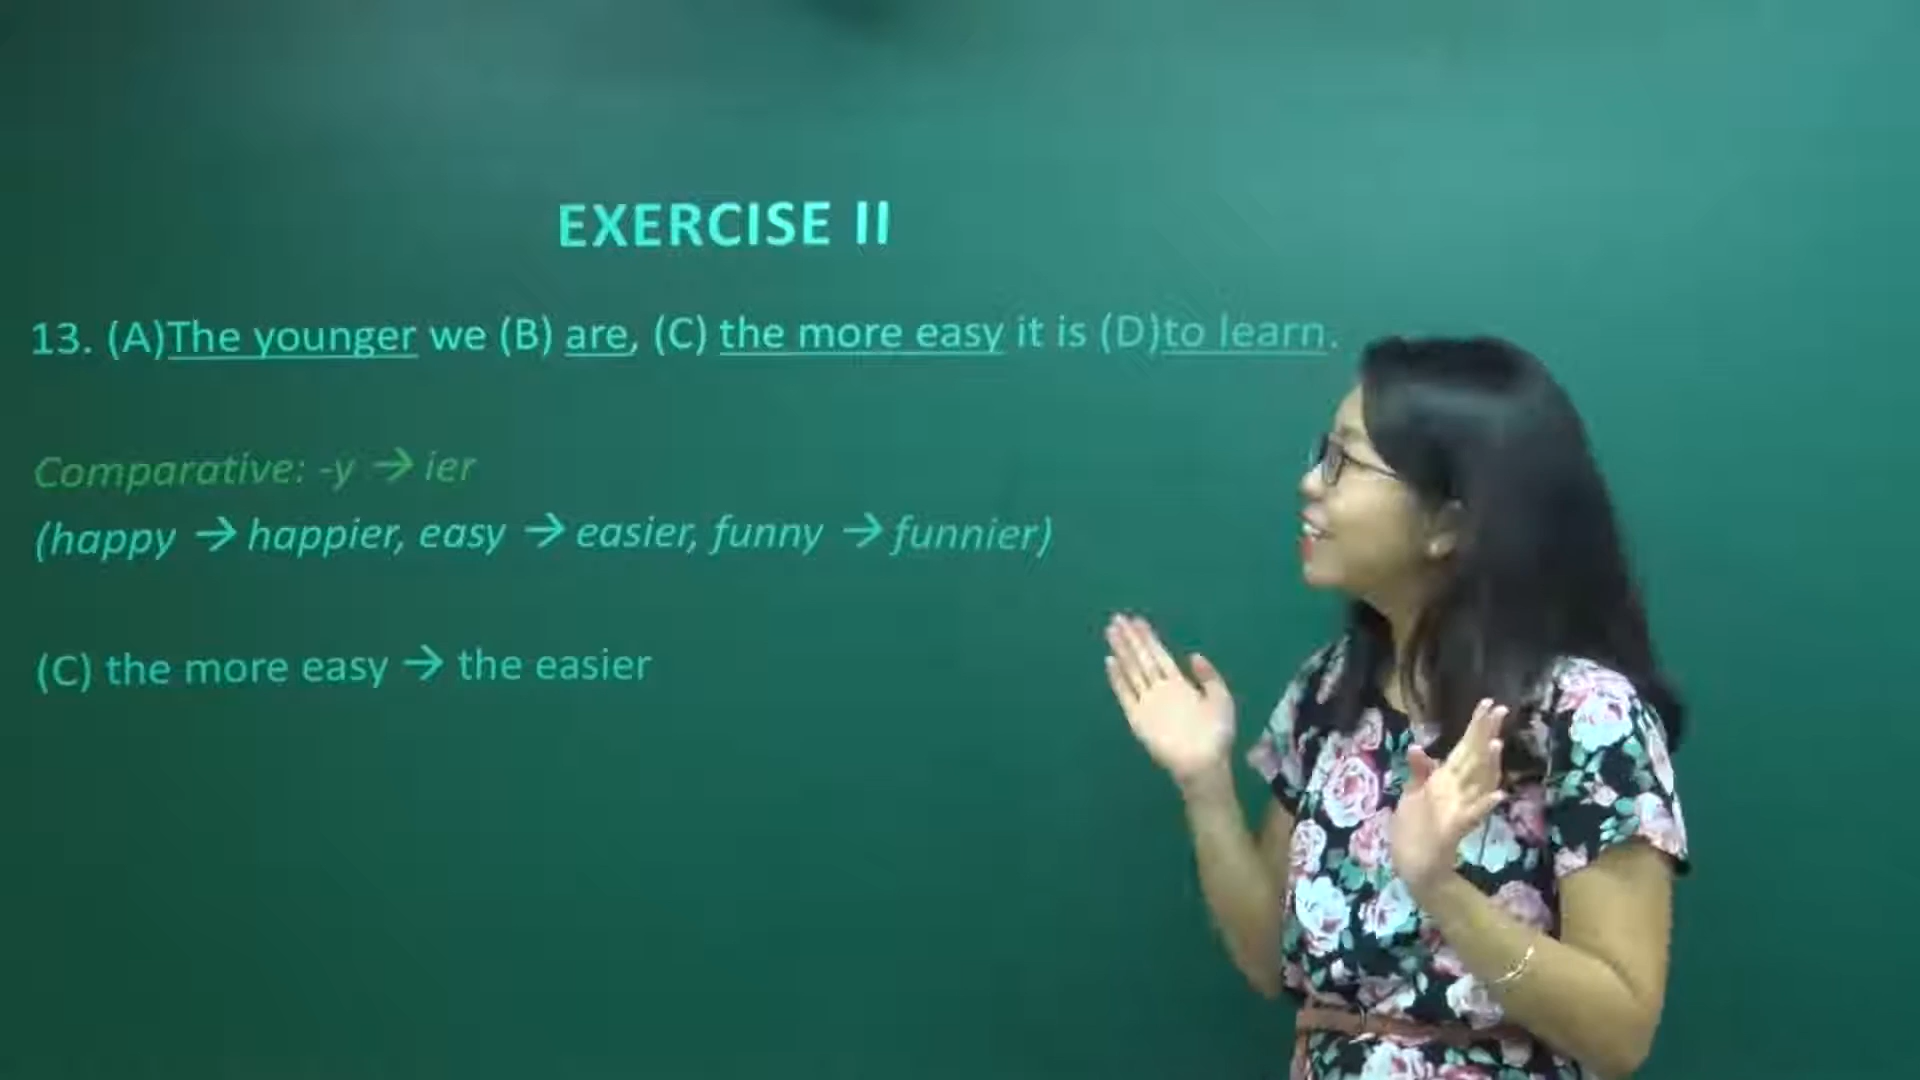 EXERCISE II
13. (A)The younger we (B) are, (C) the more easy it is (D)to learn.
Comparative: -y → ier
(happy → happier, easy → easier, funny → funnier)
(C) the more easy → the easier